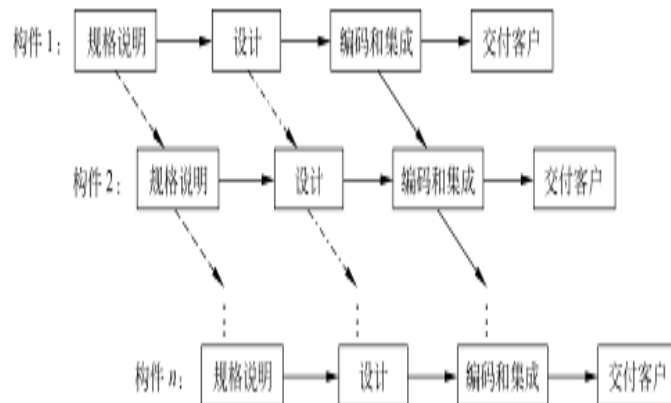 构件 1: 规格说明 设计 编码和集成 交付客户
构件 2: 规格说明 设计 编码和集成 交付客户
构件 n: 规格说明 设计 编码和集成 交付客户